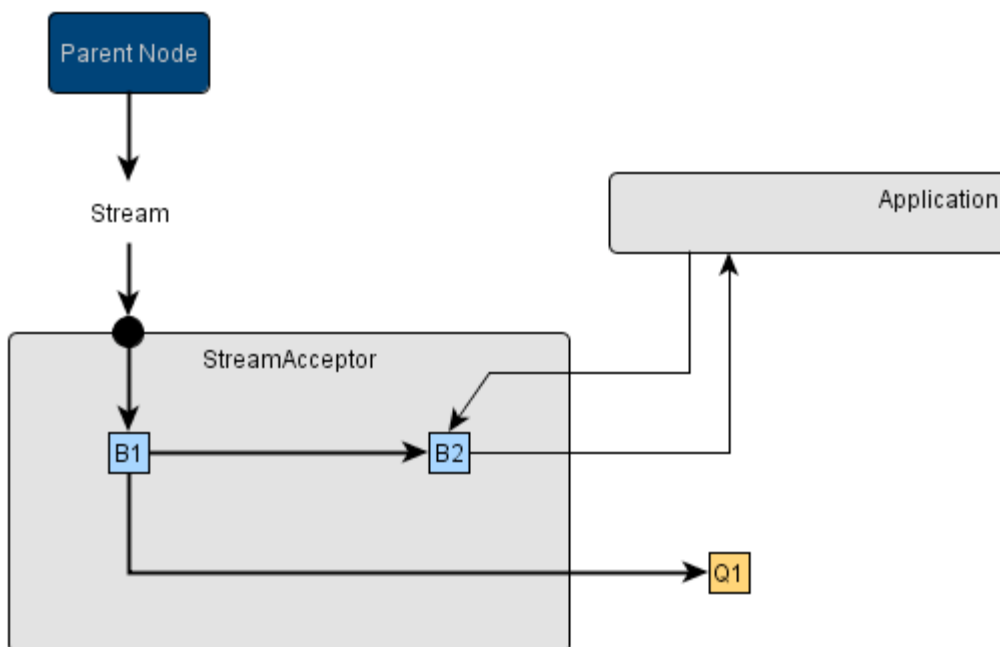 Parent Node
Stream
Application
StreamAcceptor
B1
B2
Q1